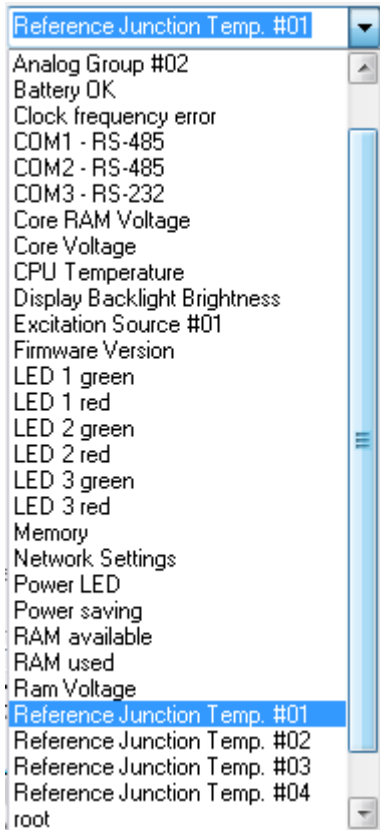 Reference Junction Temp. #01
Analog Group #02
Battery OK
Clock frequency error
COM1 - RS-485
COM2 - RS-485
COM3 - RS-232
Core RAM Voltage
Core Voltage
CPU Temperature
Display Backlight Brightness
Excitation Source #01
Firmware Version
LED 1 green
LED 1 red
LED 2 green
LED 2 red
LED 3 green
LED 3 red
Memory
Network Settings
Power LED
Power saving
RAM available
RAM used
Ram Voltage
Reference Junction Temp. #01
Reference Junction Temp. #02
Reference Junction Temp. #03
Reference Junction Temp. #04
root